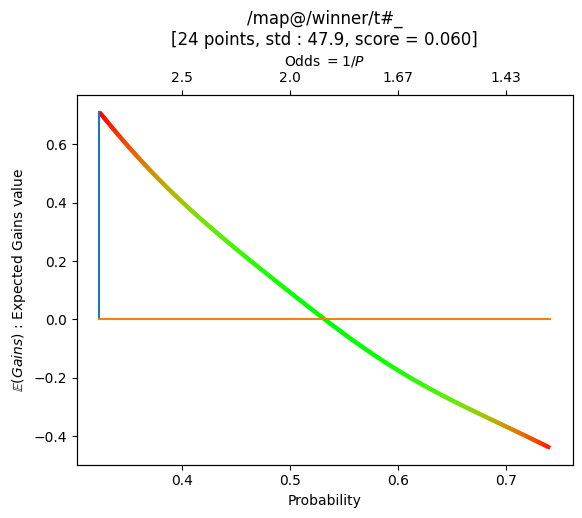 /map@/winner/t#_
[24 points, std : 47.9, score = 0.060]
Odds = 1/P
2.5 2.0 1.67 1.43
𝔼(Gains) : Expected Gains value
0.6
0.4
0.2
0.0
−0.2
−0.4
0.4 0.5 0.6 0.7
Probability